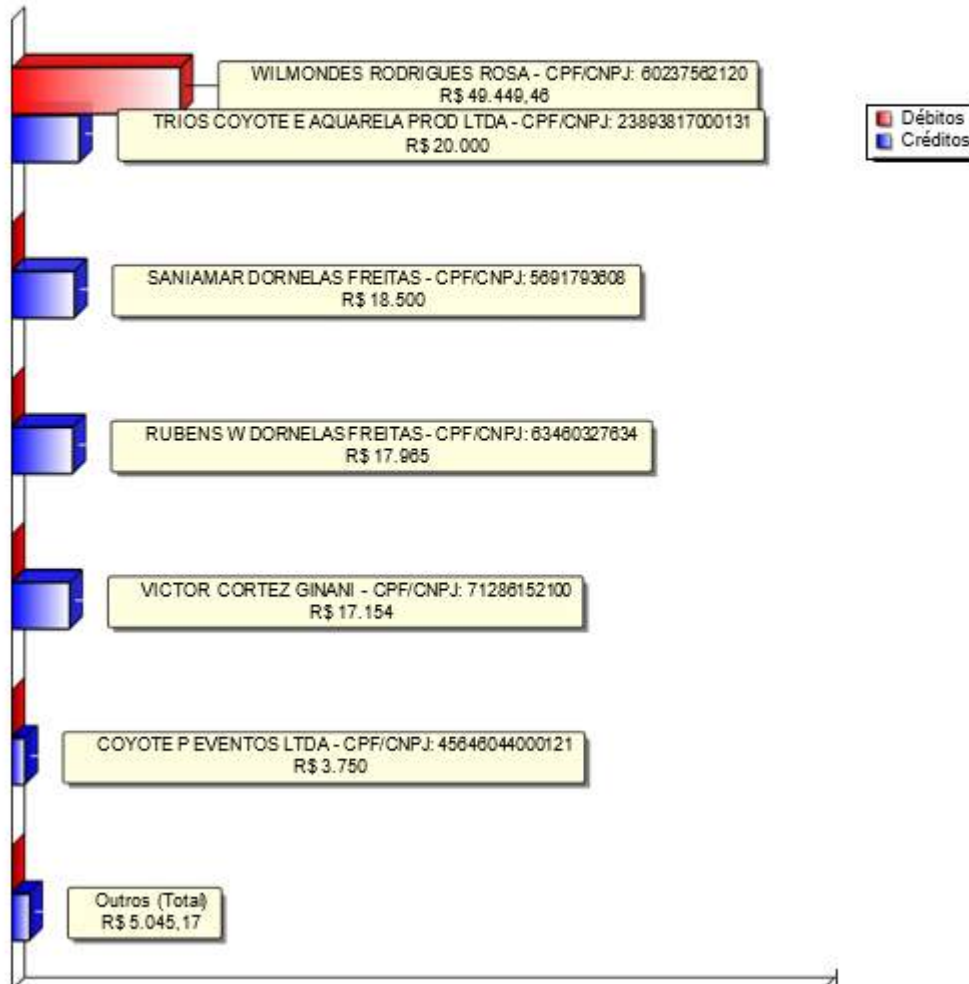 WILMONDES RODRIGUES ROSA - CPF/CNPJ: 60237562120
R$ 49.449,46
TRIOS COYOTE E AQUARELA PROD LTDA - CPF/CNPJ: 23893817000131
R$ 20.000
Débitos
Créditos
SANIAMAR DORNELAS FREITAS - CPF/CNPJ: 5691793608
R$ 18.500
RUBENS W DORNELAS FREITAS - CPF/CNPJ: 63460327634
R$ 17.965
VICTOR CORTEZ GINANI - CPF/CNPJ: 71286152100
R$ 17.154
COYOTE P EVENTOS LTDA - CPF/CNPJ: 45646044000121
R$ 3.750
Outros (Total)
R$ 5.045,17